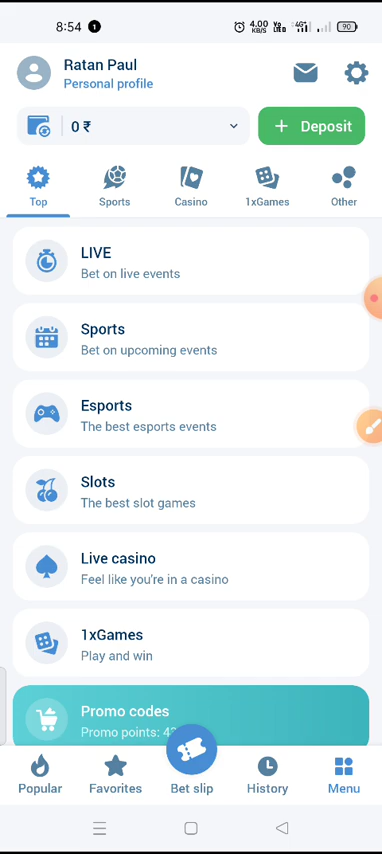 8:54 1 4.00 KB/S Vo LTE 4G+ 90
Ratan Paul
Personal profile
0 ₹
+ Deposit
Top Sports Casino 1xGames Other
LIVE
Bet on live events
Sports
Bet on upcoming events
Esports
The best esports events
Slots
The best slot games
Live casino
Feel like you're in a casino
1xGames
Play and win
Promo codes
Promo points:
Popular Favorites Bet slip History Menu